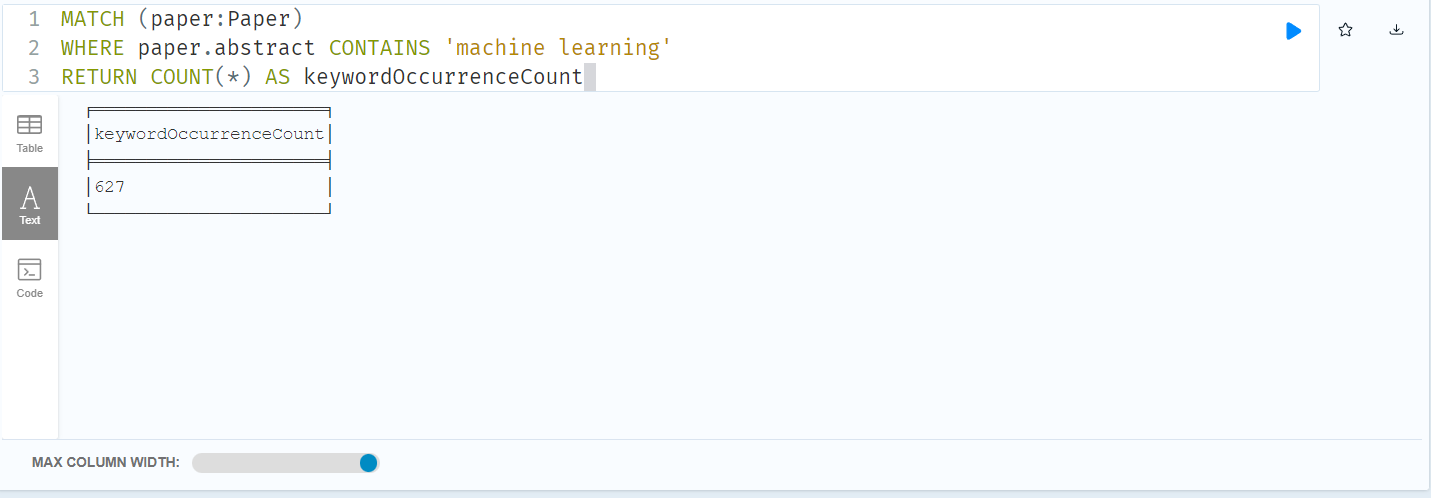 1 MATCH (paper:Paper)
2 WHERE paper.abstract CONTAINS 'machine learning'
3 RETURN COUNT(*) AS keywordOccurrenceCount
keywordOccurrenceCount
627
Table
A
Text
Code
MAX COLUMN WIDTH: